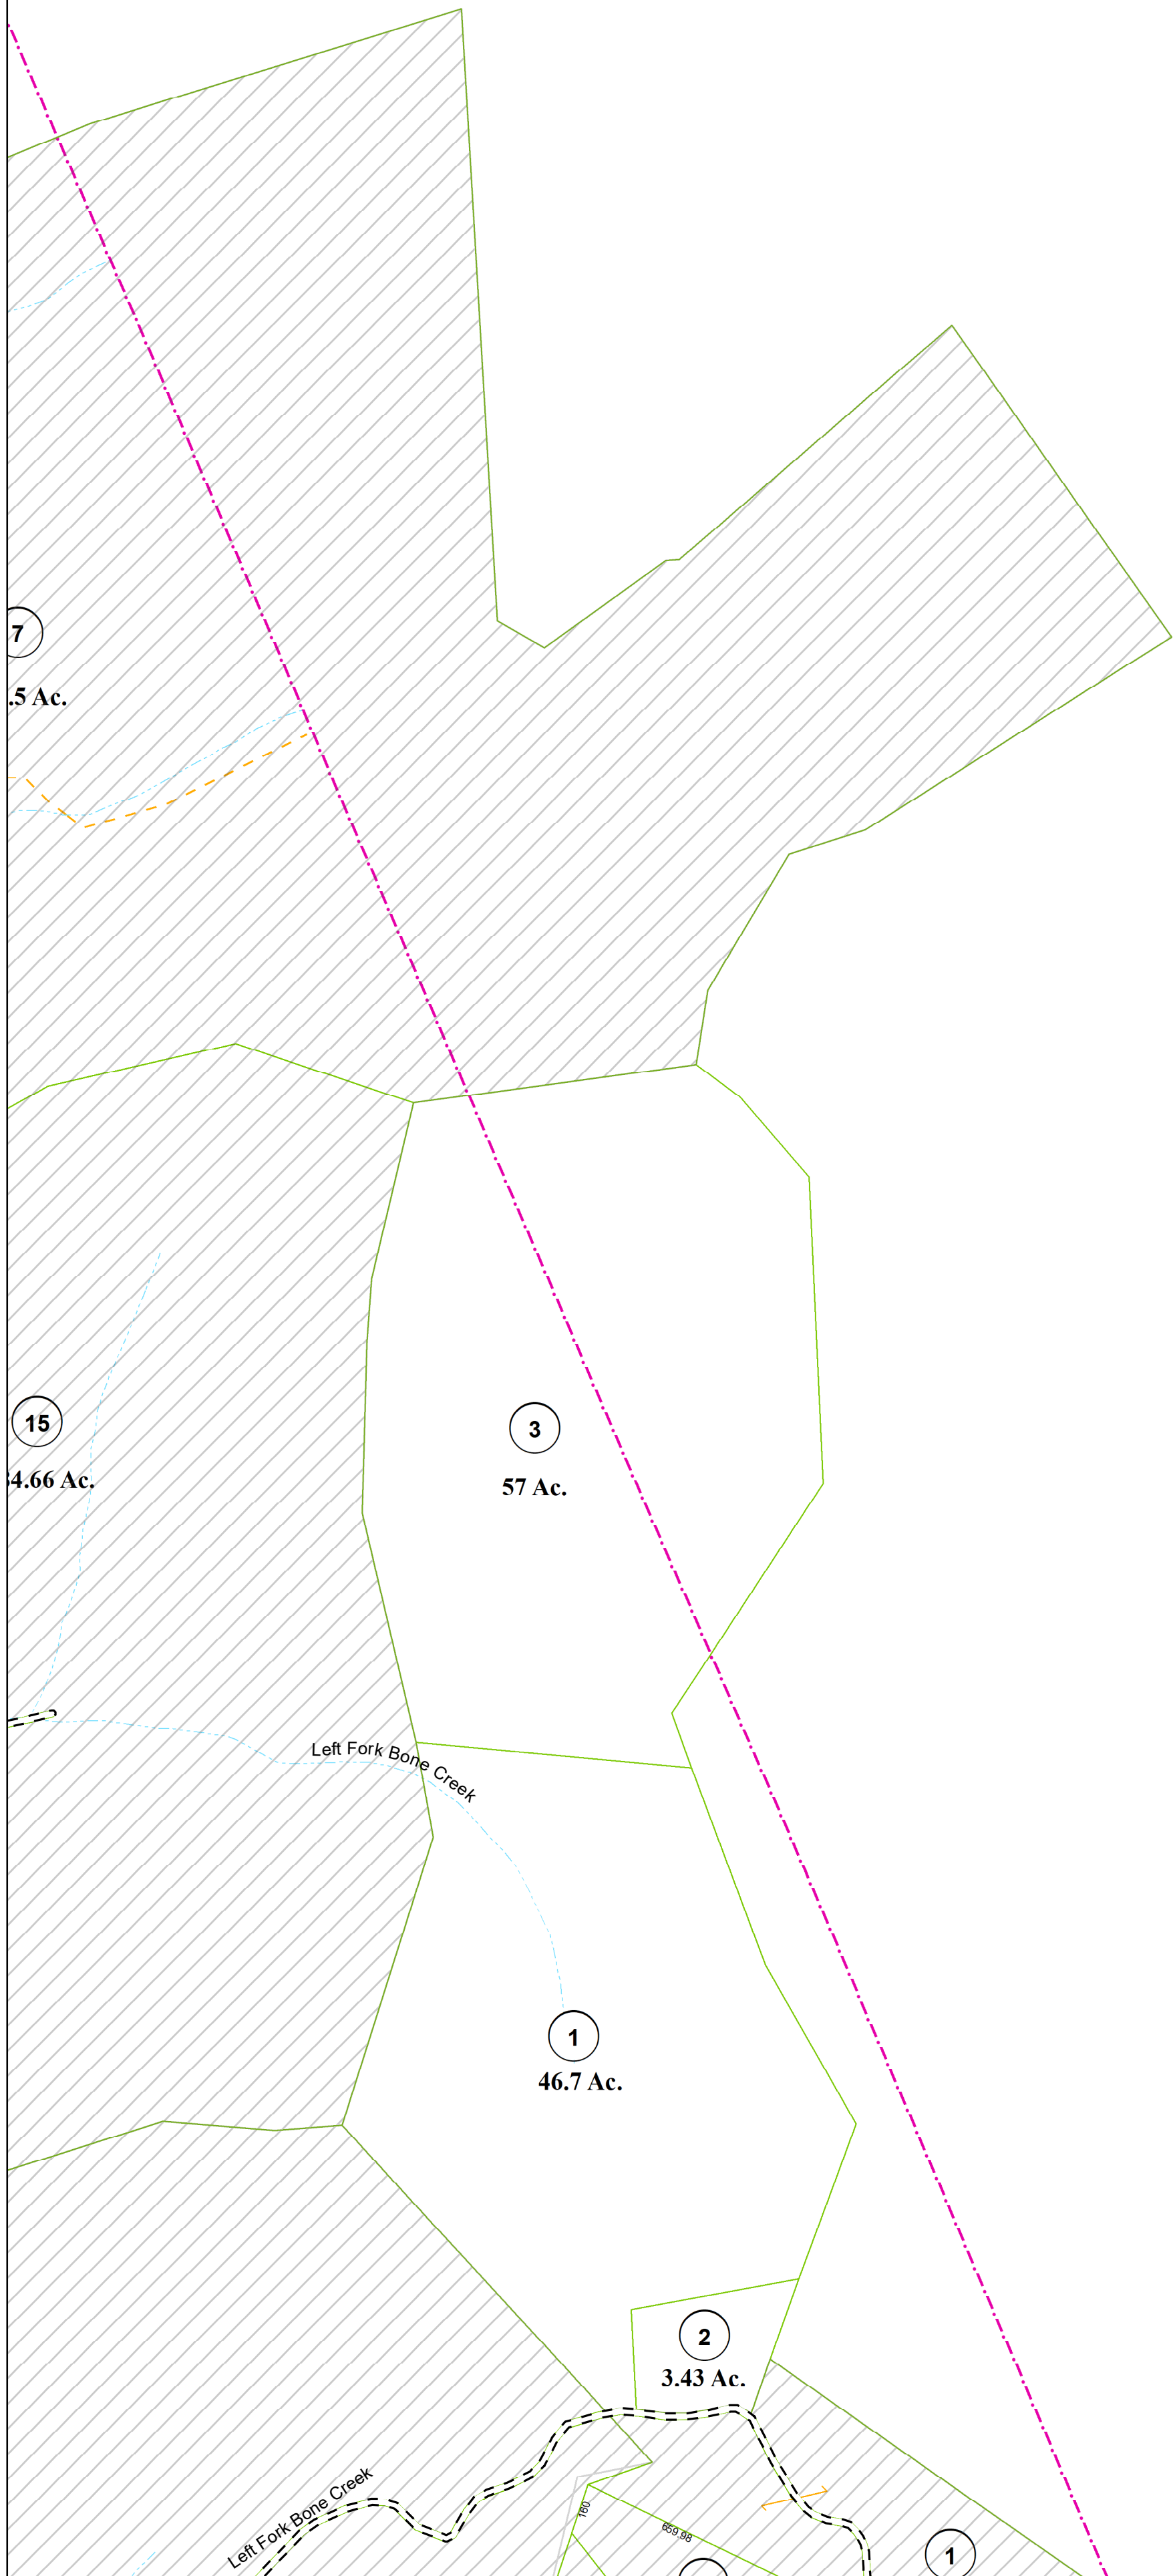 7
.5 Ac.
15
4.66 Ac.
3
57 Ac.
Left Fork Bone Creek
1
46.7 Ac.
2
3.43 Ac.
Left Fork Bone Creek
160
659.98
1